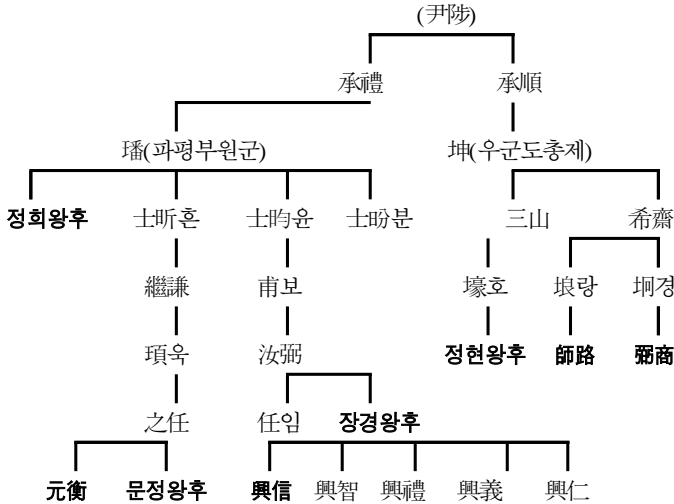 (尹陟)
承禮 承順
璠(파평부원군) 坤(우군도총제)
정희왕후 士昕흔 士昀윤 士昐분 三山 希齋
繼謙 甫보 壕호 埌랑 坰경
頊욱 汝弼 정현왕후 師路 弼商
之任 任임 장경왕후
元衡 문정왕후 興信 興智 興禮 興義 興仁